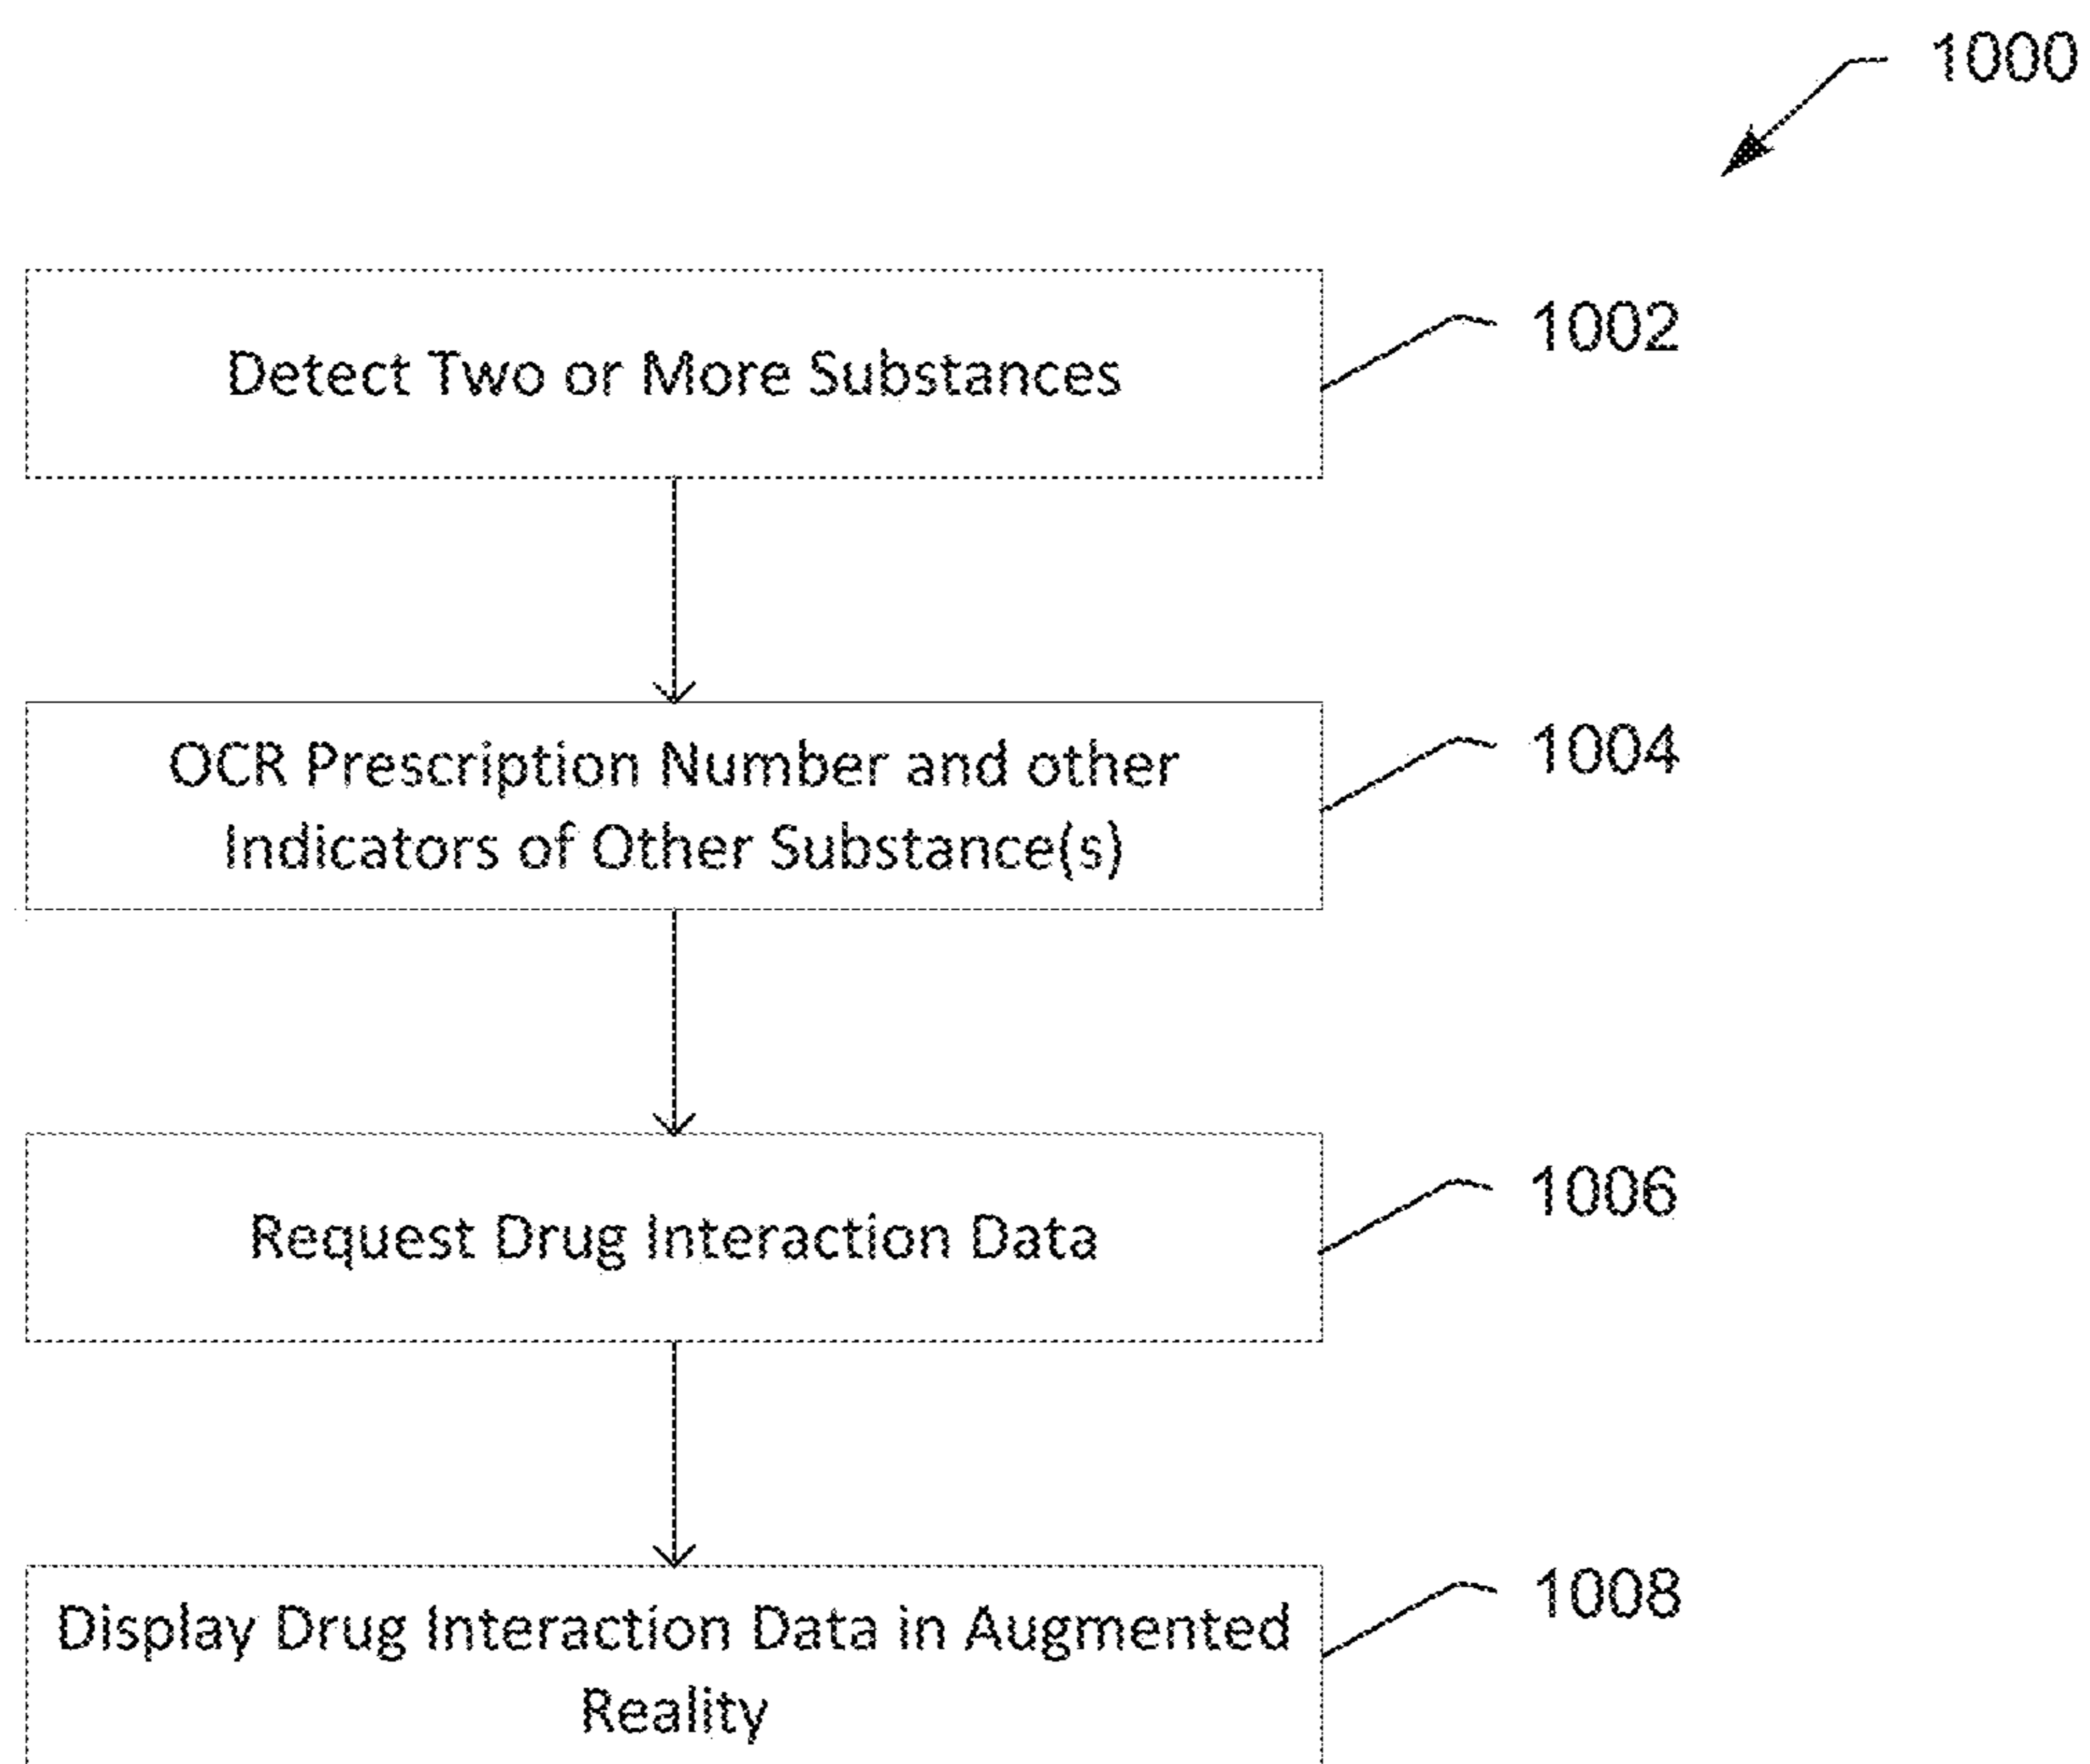 1000
Detect Two or More Substances
1002
OCR Prescription Number and other
Indicators of Other Substance(s)
1004
Request Drug Interaction Data
1006
Display Drug Interaction Data in Augmented
Reality
1008